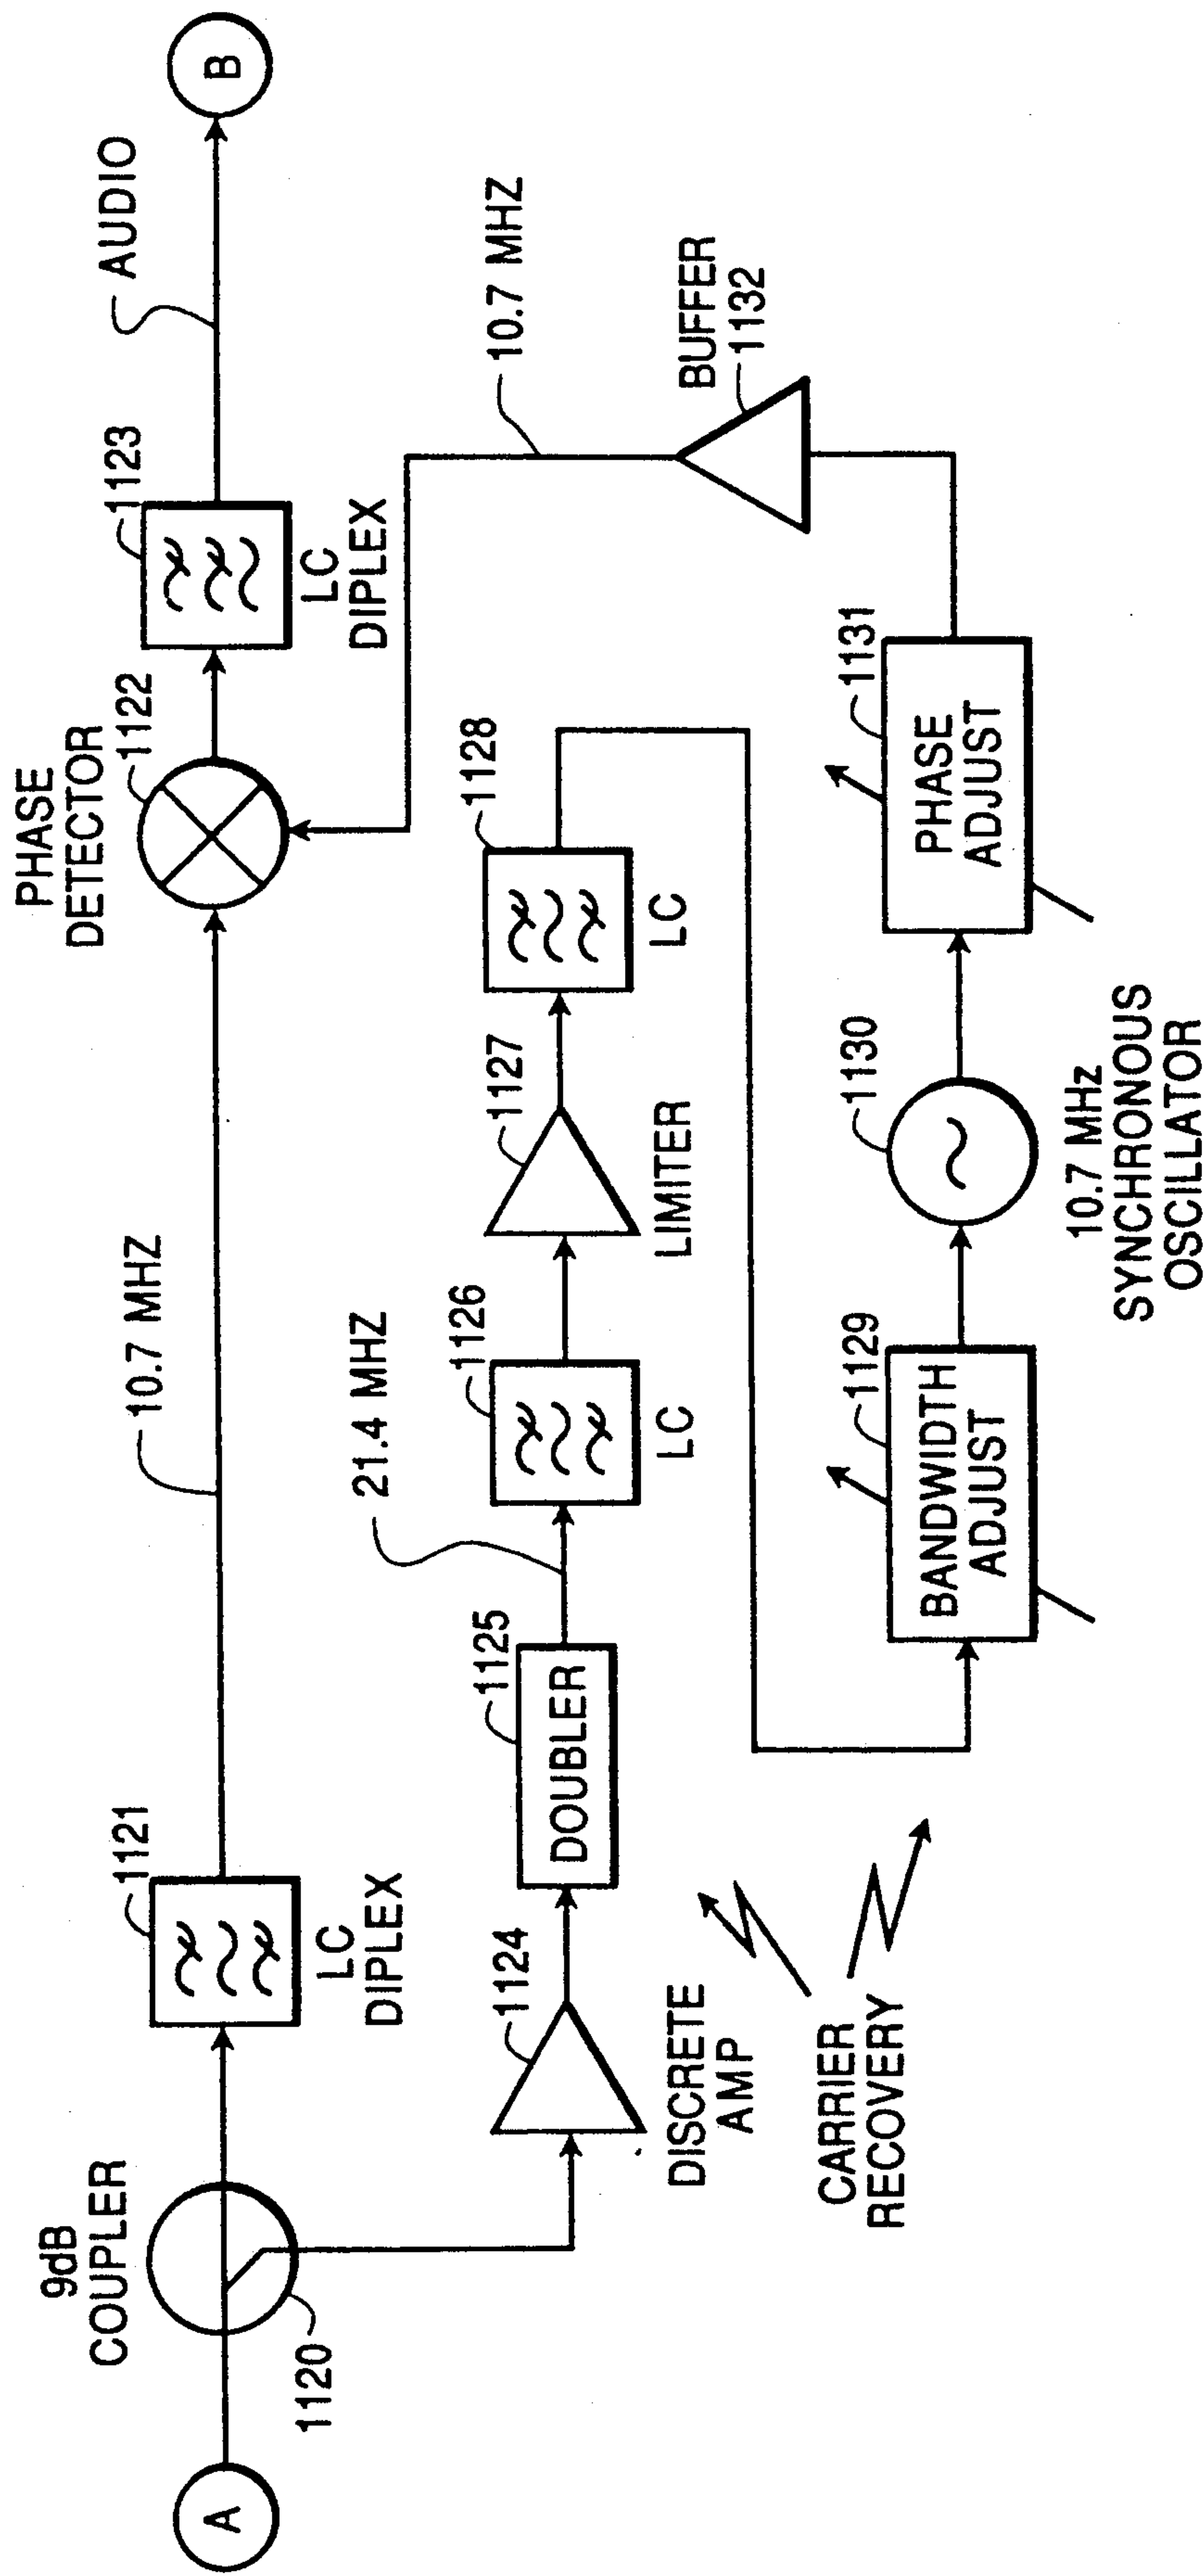 A
9dB
COUPLER
1120
1121
LC
DIPLEX
10.7 MHZ
PHASE
DETECTOR
1122
1123
LC
DIPLEX
AUDIO
B
DISCRETE
AMP
1124
DOUBLER
1125
21.4 MHZ
1126
LC
1127
LIMITER
1128
LC
10.7 MHZ
BUFFER
1132
CARRIER
RECOVERY
BANDWIDTH
ADJUST
1129
1130
10.7 MHz
SYNCHRONOUS
OSCILLATOR
PHASE
ADJUST
1131